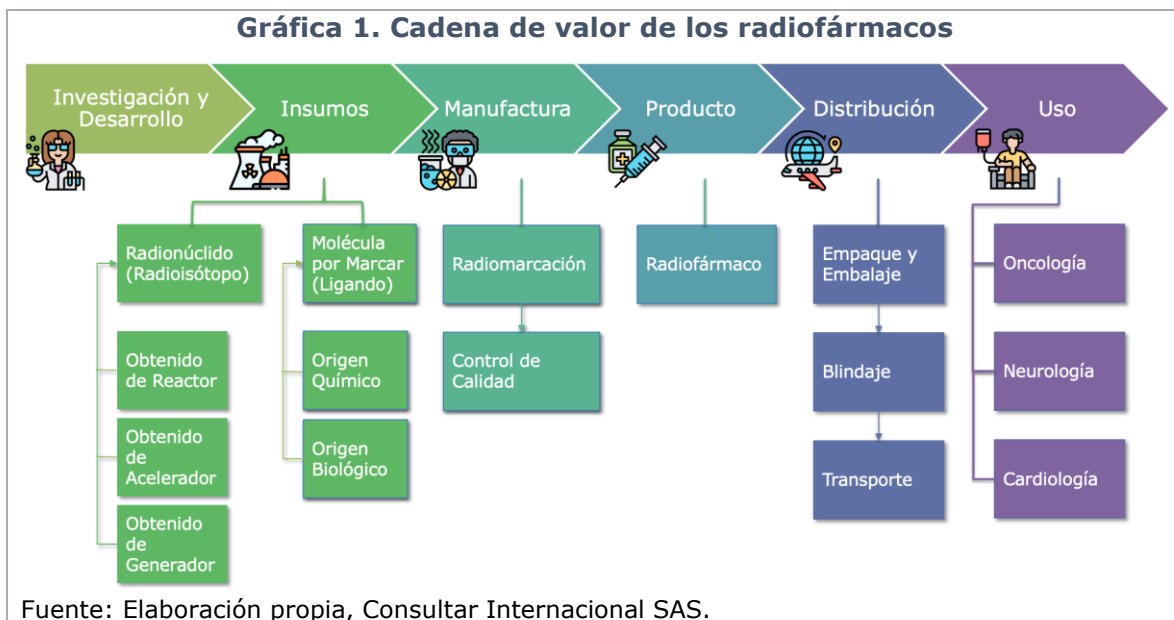 Gráfica 1. Cadena de valor de los radiofármacos
Investigación y
Desarrollo
Insumos
Manufactura
Producto
Distribución
Uso
Radionúclido
(Radioisótopo)
Obtenido
de Reactor
Obtenido
de
Acelerador
Obtenido
de
Generador
Molécula
por Marcar
(Ligando)
Origen
Químico
Origen
Biológico
Radiomarcación
Control de
Calidad
Radiofármaco
Empaque y
Embalaje
Blindaje
Transporte
Oncología
Neurología
Cardiología
Fuente: Elaboración propia, Consultar Internacional SAS.